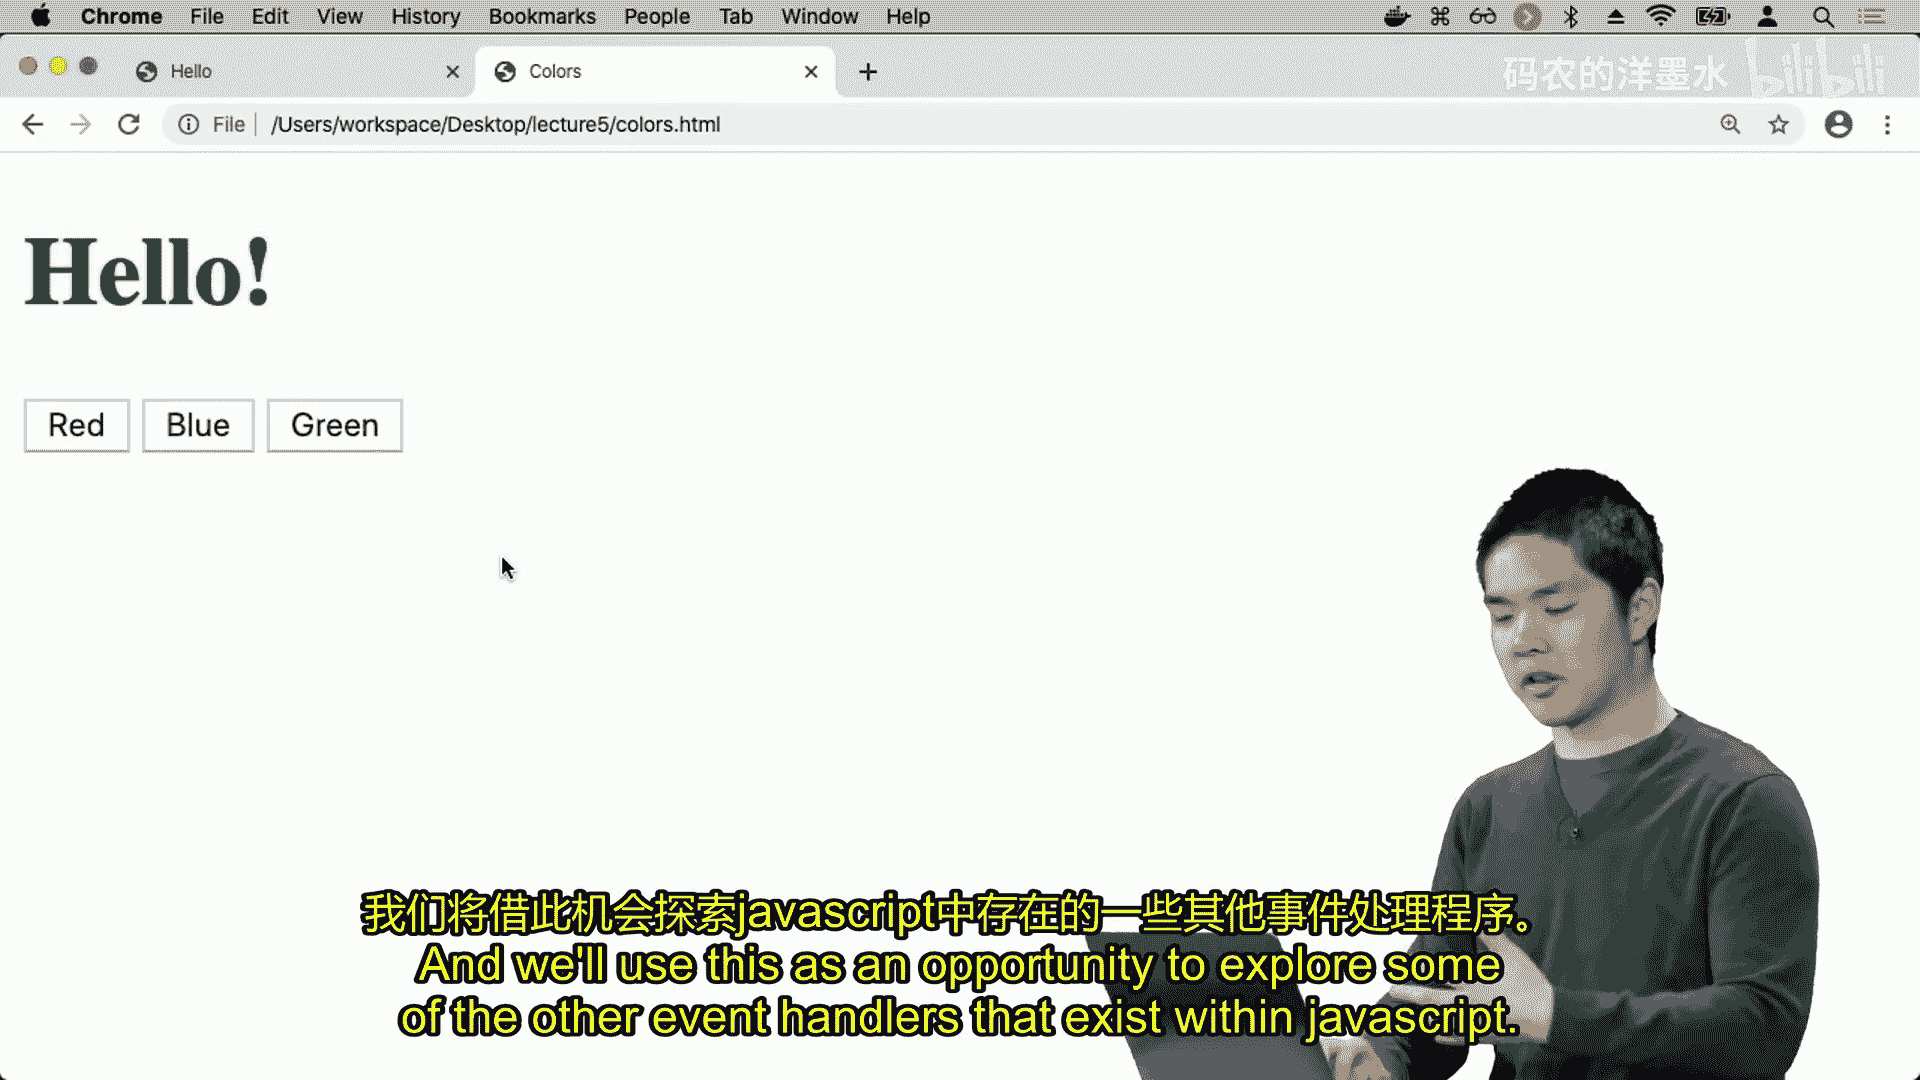 Chrome File Edit View History Bookmarks People Tab Window Help
Hello
Colors
码农的洋墨水 bilibili
File /Users/workspace/Desktop/lecture5/colors.html
Hello!
Red Blue Green
我们将借此机会探索javascript中存在的一些其他事件处理程序。
And we'll use this as an opportunity to explore some
of the other event handlers that exist within javascript.